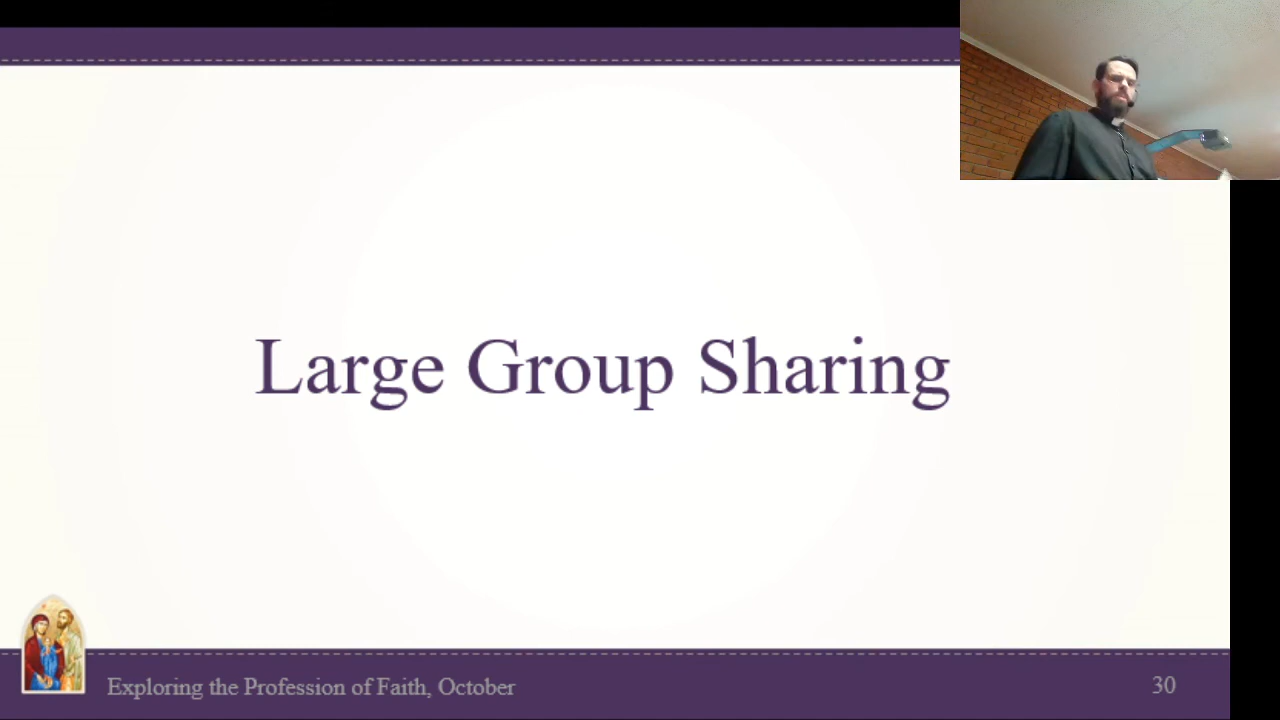 Large Group Sharing
Exploring the Profession of Faith, October
30